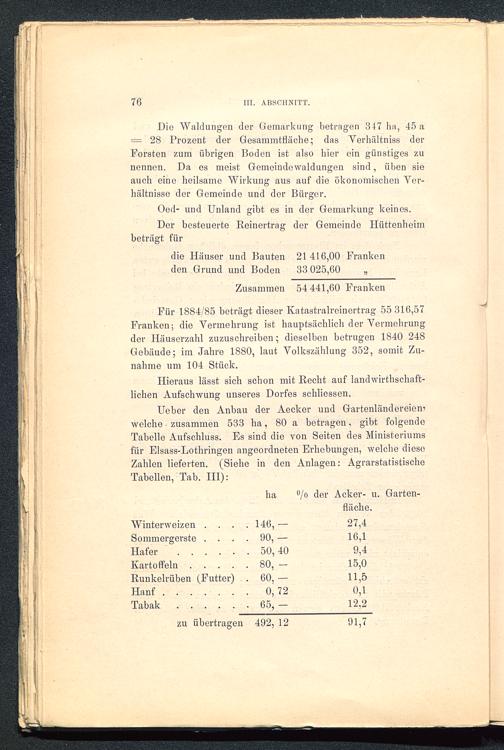 76 III. ABSCHNITT.
Die Waldungen der Gemarkung betragen 347 ha, 45 a
= 28 Prozent der Gesammtfläche; das Verhältniss der
Forsten zum übrigen Boden ist also hier ein günstiges zu
nennen. Da es meist Gemeindewaldungen sind, üben sie
auch eine heilsame Wirkung aus auf die ökonomischen Ver-
hältnisse der Gemeinde und der Bürger.
Oed- und Unland gibt es in der Gemarkung keines.
Der besteuerte Reinertrag der Gemeinde Hüttenheim
beträgt für
die Häuser und Bauten 21 416,00 Franken
den Grund und Boden 33 025,60 „
Zusammen 54 441,60 Franken
Für 1884/85 beträgt dieser Katastralreinertrag 55 316,57
Franken; die Vermehrung ist hauptsächlich der Vermehrung
der Häuserzahl zuzuschreiben; dieselben betrugen 1840 248
Gebäude; im Jahre 1880, laut Volkszählung 352, somit Zu-
nahme um 104 Stück.
Hieraus lässt sich schon mit Recht auf landwirthschaft-
lichen Aufschwung unseres Dorfes schliessen.
Ueber den Anbau der Aecker und Gartenländereien,
welche zusammen 533 ha, 80 a betragen, gibt folgende
Tabelle Aufschluss. Es sind die von Seiten des Ministeriums
für Elsass-Lothringen angeordneten Erhebungen, welche diese
Zahlen lieferten. (Siehe in den Anlagen: Agrarstatistische
Tabellen, Tab. III):
ha % der Acker- u. Garten-
fläche.
Winterweizen . . . . 146, — 27,4
Sommergerste . . . . 90, — 16,1
Hafer . . . . . . 50, 40 9,4
Kartoffeln . . . . . 80, — 15,0
Runkelrüben (Futter) . 60, — 11,5
Hanf . . . . . . . 0, 72 0,1
Tabak . . . . . . 65, — 12,2
zu übertragen 492, 12 91,7